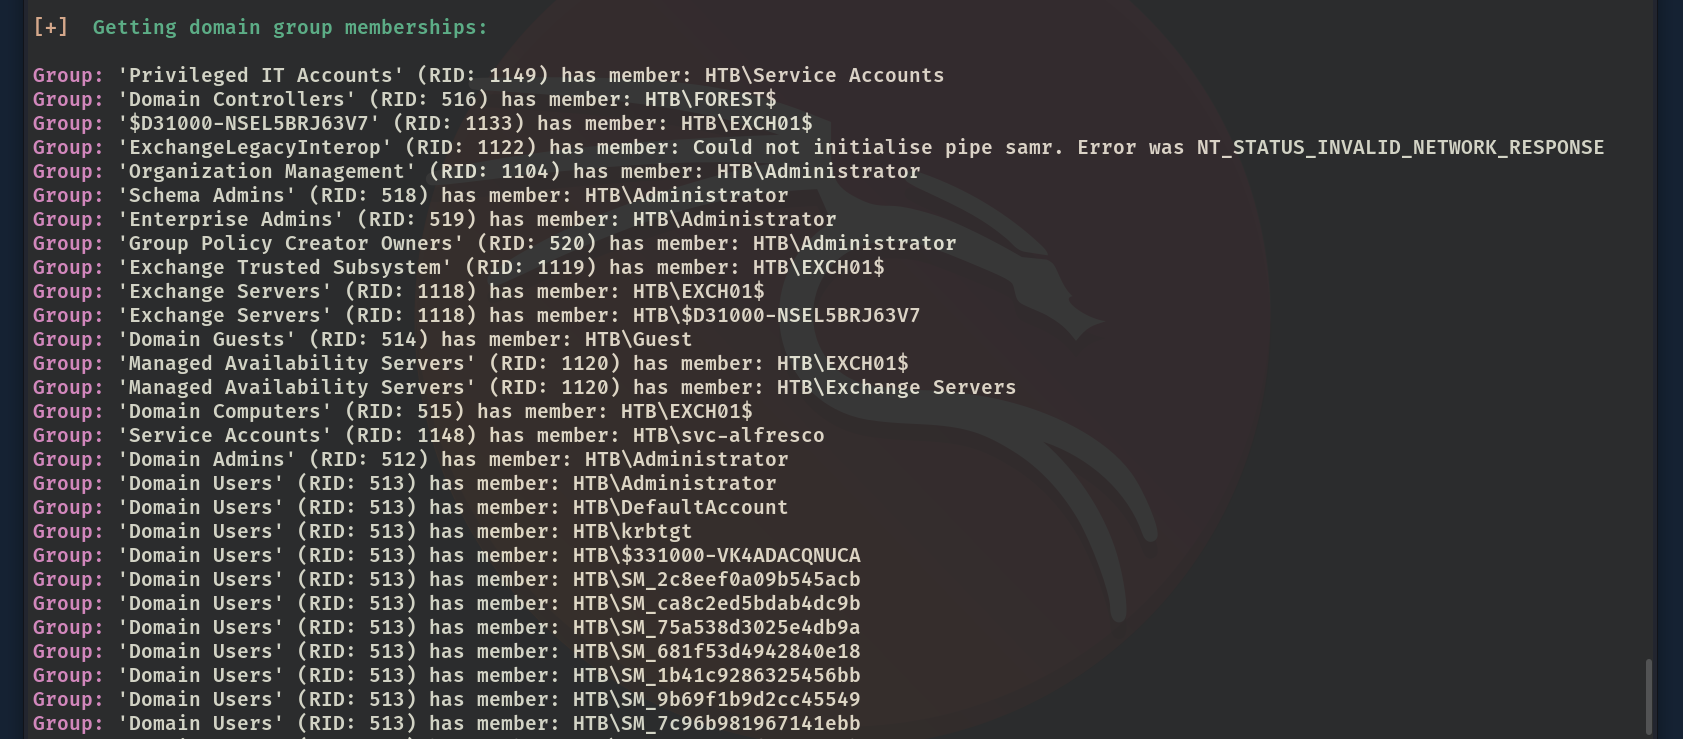 [+]  Getting domain group memberships:
Group: 'Privileged IT Accounts' (RID: 1149) has member: HTB\Service Accounts
Group: 'Domain Controllers' (RID: 516) has member: HTB\FOREST$
Group: '$D31000-NSEL5BRJ63V7' (RID: 1133) has member: HTB\EXCH01$
Group: 'ExchangeLegacyInterop' (RID: 1122) has member: Could not initialise pipe samr. Error was NT_STATUS_INVALID_NETWORK_RESPONSE
Group: 'Organization Management' (RID: 1104) has member: HTB\Administrator
Group: 'Schema Admins' (RID: 518) has member: HTB\Administrator
Group: 'Enterprise Admins' (RID: 519) has member: HTB\Administrator
Group: 'Group Policy Creator Owners' (RID: 520) has member: HTB\Administrator
Group: 'Exchange Trusted Subsystem' (RID: 1119) has member: HTB\EXCH01$
Group: 'Exchange Servers' (RID: 1118) has member: HTB\EXCH01$
Group: 'Exchange Servers' (RID: 1118) has member: HTB\$D31000-NSEL5BRJ63V7
Group: 'Domain Guests' (RID: 514) has member: HTB\Guest
Group: 'Managed Availability Servers' (RID: 1120) has member: HTB\EXCH01$
Group: 'Managed Availability Servers' (RID: 1120) has member: HTB\Exchange Servers
Group: 'Domain Computers' (RID: 515) has member: HTB\EXCH01$
Group: 'Service Accounts' (RID: 1148) has member: HTB\svc-alfresco
Group: 'Domain Admins' (RID: 512) has member: HTB\Administrator
Group: 'Domain Users' (RID: 513) has member: HTB\Administrator
Group: 'Domain Users' (RID: 513) has member: HTB\DefaultAccount
Group: 'Domain Users' (RID: 513) has member: HTB\krbtgt
Group: 'Domain Users' (RID: 513) has member: HTB\$331000-VK4ADACQNUCA
Group: 'Domain Users' (RID: 513) has member: HTB\SM_2c8eef0a09b545acb
Group: 'Domain Users' (RID: 513) has member: HTB\SM_ca8c2ed5bdab4dc9b
Group: 'Domain Users' (RID: 513) has member: HTB\SM_75a538d3025e4db9a
Group: 'Domain Users' (RID: 513) has member: HTB\SM_681f53d4942840e18
Group: 'Domain Users' (RID: 513) has member: HTB\SM_1b41c9286325456bb
Group: 'Domain Users' (RID: 513) has member: HTB\SM_9b69f1b9d2cc45549
Group: 'Domain Users' (RID: 513) has member: HTB\SM_7c96b981967141ebb